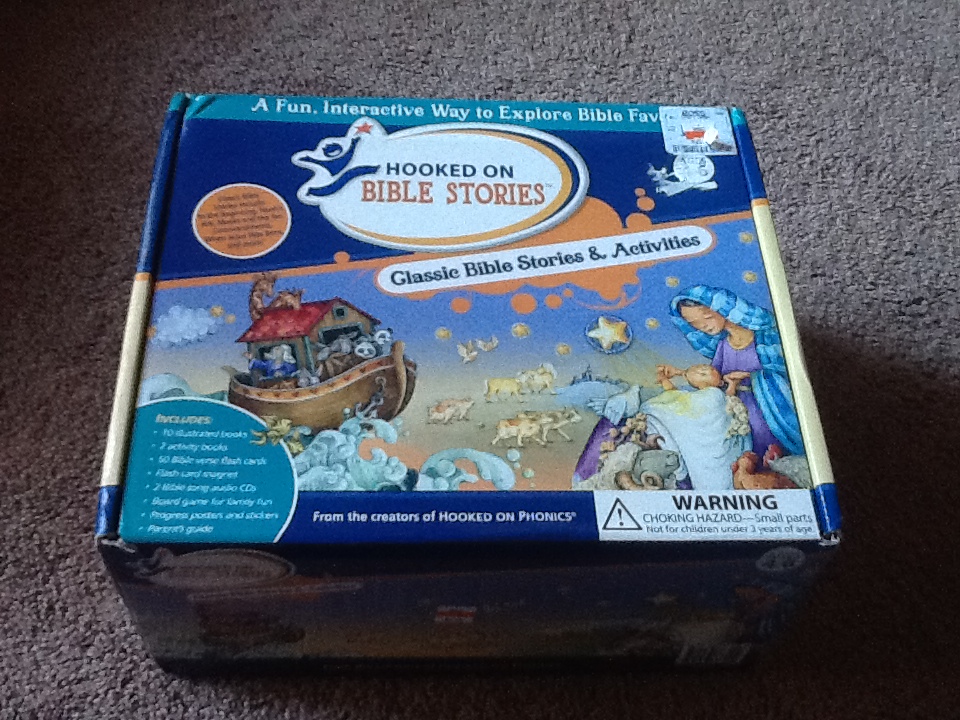 A Fun, Interactive Way to Explore Bible
HOOKED ON
BIBLE STORIES™
Classic Bible Stories & Activities
INCLUDES:
• 10 illustrated books
• 2 activity books
• 50 Bible verse flash cards
• Flash card magnet
• 2 Bible song audio CDs
• Board game for family fun
• Progress posters and stickers
• Parent's guide
From the creators of HOOKED ON PHONICS®
WARNING
CHOKING HAZARD—Small parts
Not for children under 3 years of age